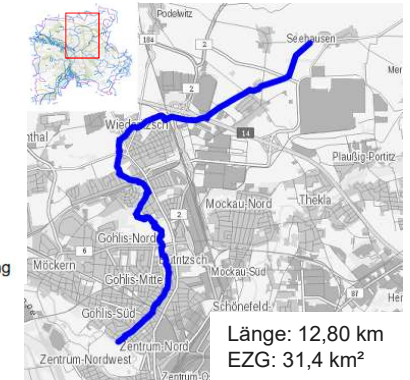 Podelwitz
184
2
Seehausen
Wiederitzsch
14
Plaußig-Portitz
Mockau-Nord
Thekla
2
Gohlis-Nord
6
Möckern
Gohlis-Mitte
Mockau-Süd
ng
87
Gohlis-Süd
Schönefeld-
Länge: 12,80 km
Zentrum-Nord
EZG: 31,4 km²
Zentrum-Nordwest